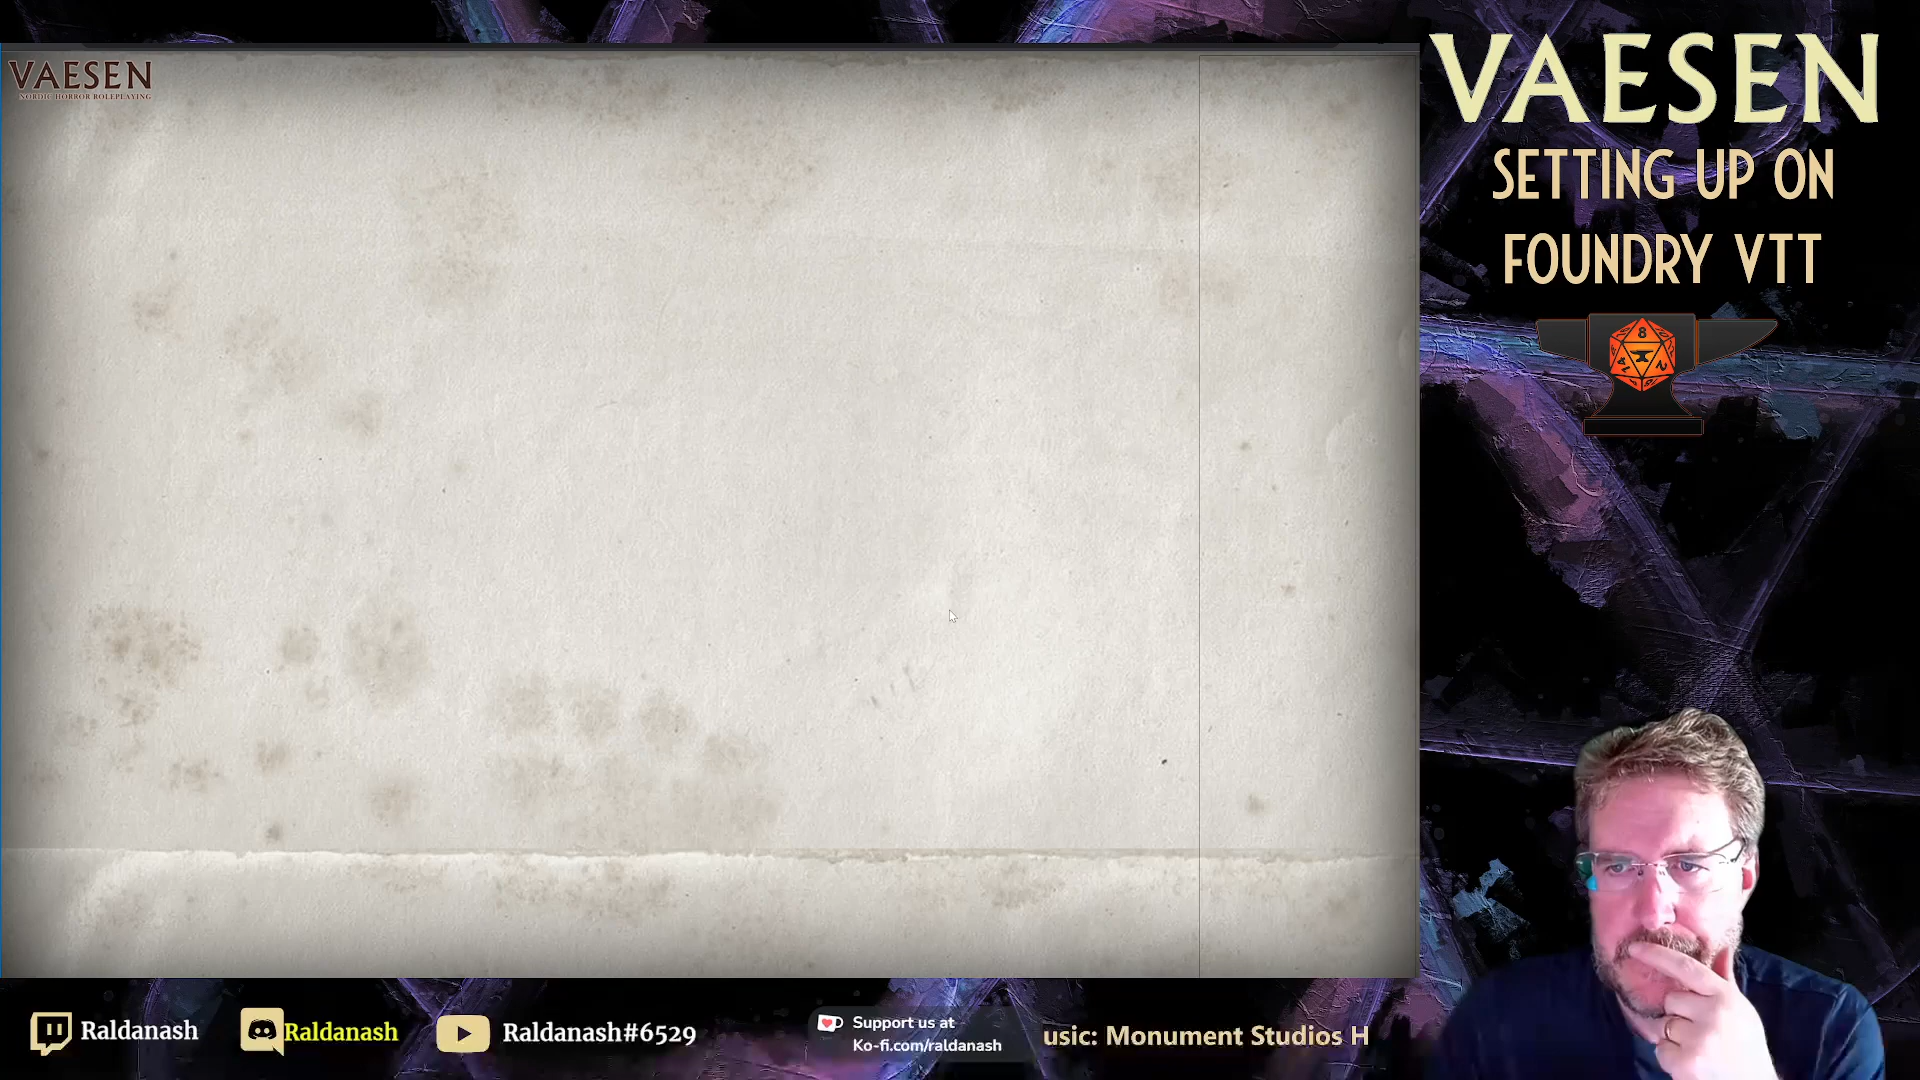 VAESEN
NORDIC HORROR ROLEPLAYING
VAESEN
SETTING UP ON
FOUNDRY VTT
8
Raldanash
Raldanash
Raldanash#6529
Support us at
Ko-fi.com/raldanash
usic: Monument Studios H